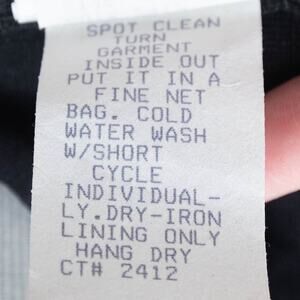 SPOT CLEAN
TURN
GARMENT
INSIDE OUT
PUT IT IN A
FINE NET
BAG. COLD
WATER WASH
W/SHORT
CYCLE
INDIVIDUAL-
LY.DRY-IRON
LINING ONLY
HANG DRY
CT# 2412